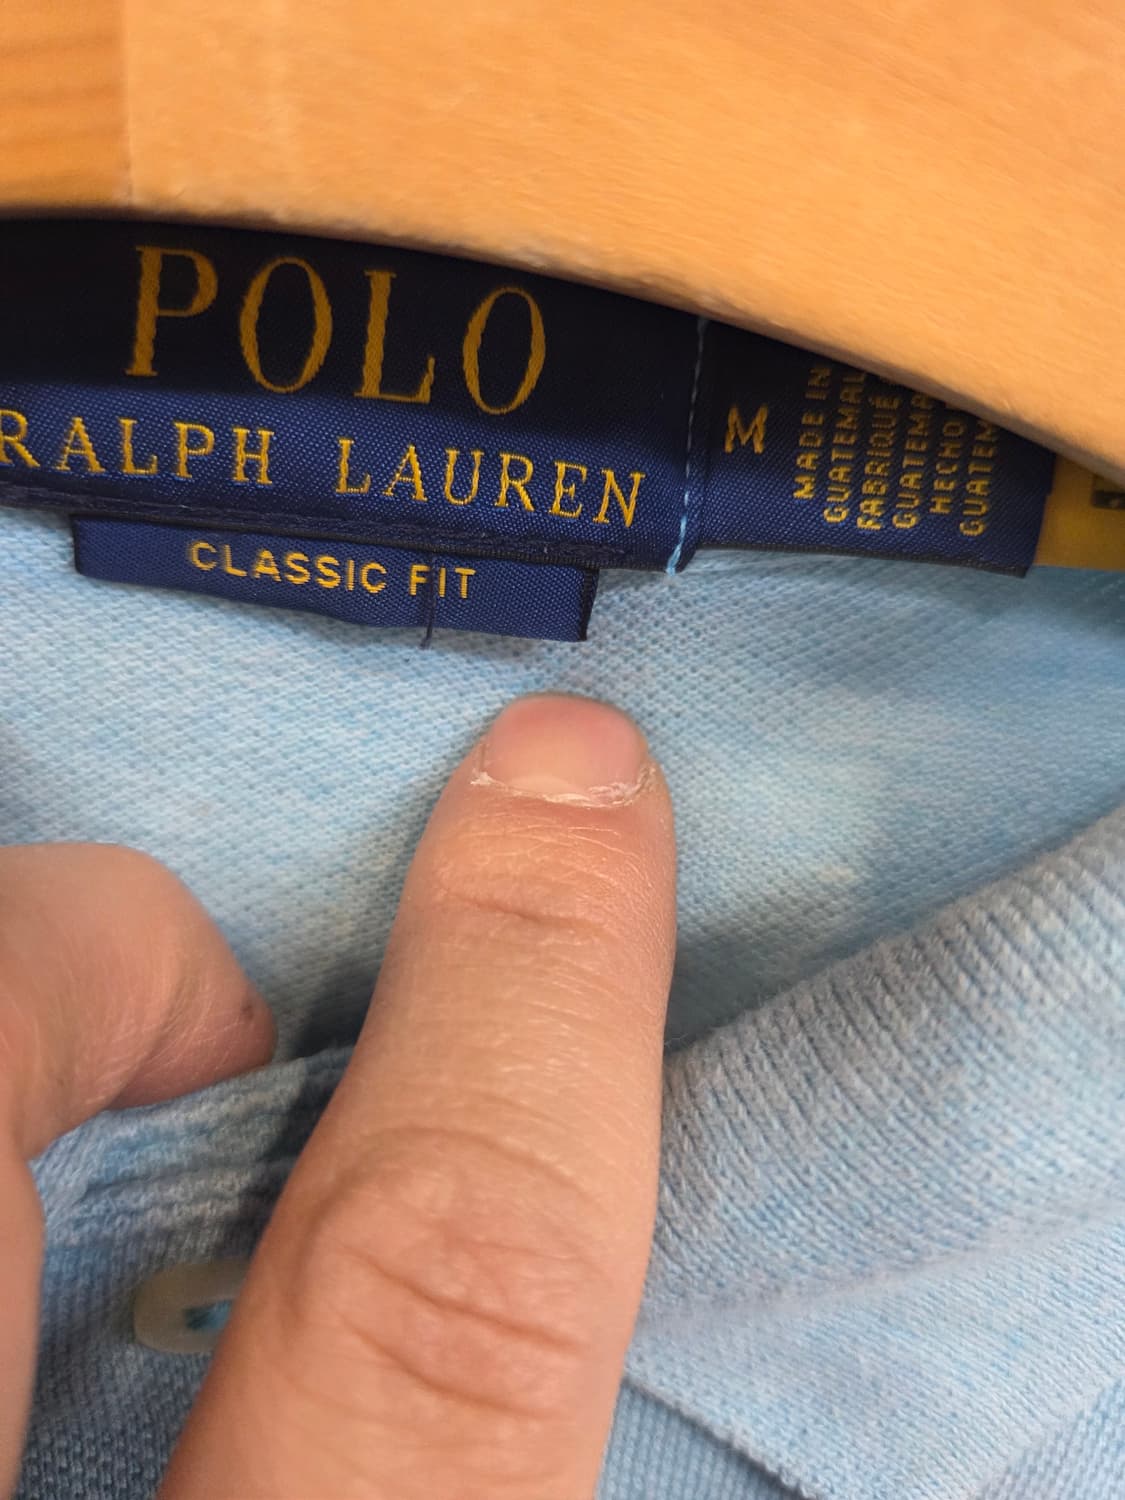 POLO
RALPH LAUREN
CLASSIC FIT
M
MADE IN
FABRIQUÉ
HECHO